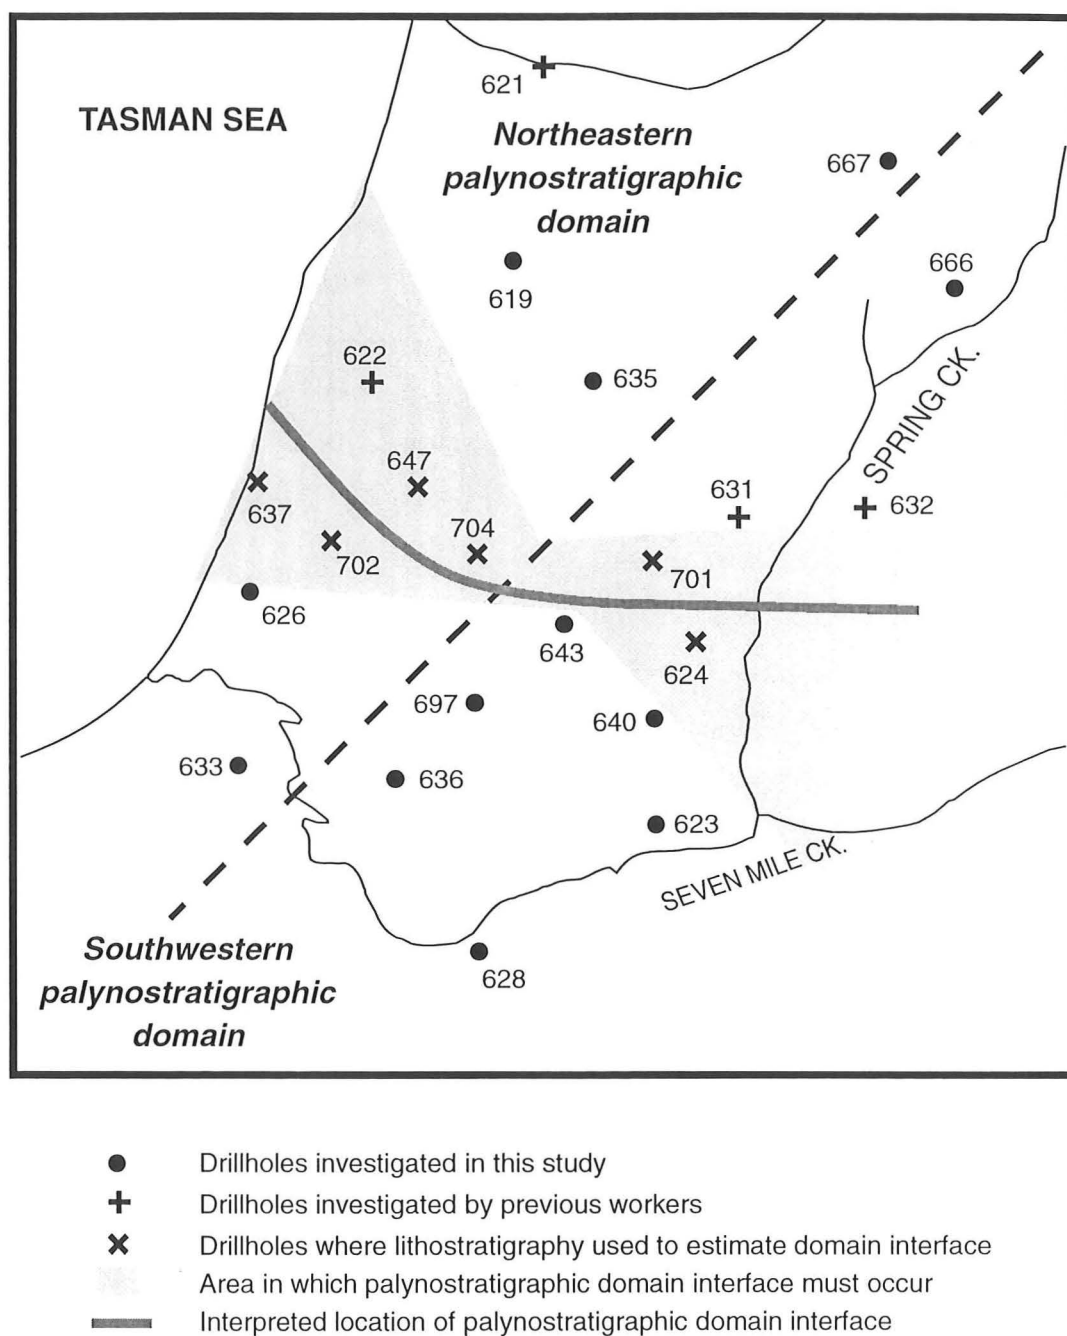 621
TASMAN SEA
Northeastern
palynostratigraphic
domain
667
666
619
622
635
SPRING CK.
647
631
632
637
704
702
701
626
643
624
697
640
633
636
623
SEVEN MILE CK.
Southwestern
palynostratigraphic
domain
628
Drillholes investigated in this study
Drillholes investigated by previous workers
Drillholes where lithostratigraphy used to estimate domain interface
Area in which palynostratigraphic domain interface must occur
Interpreted location of palynostratigraphic domain interface